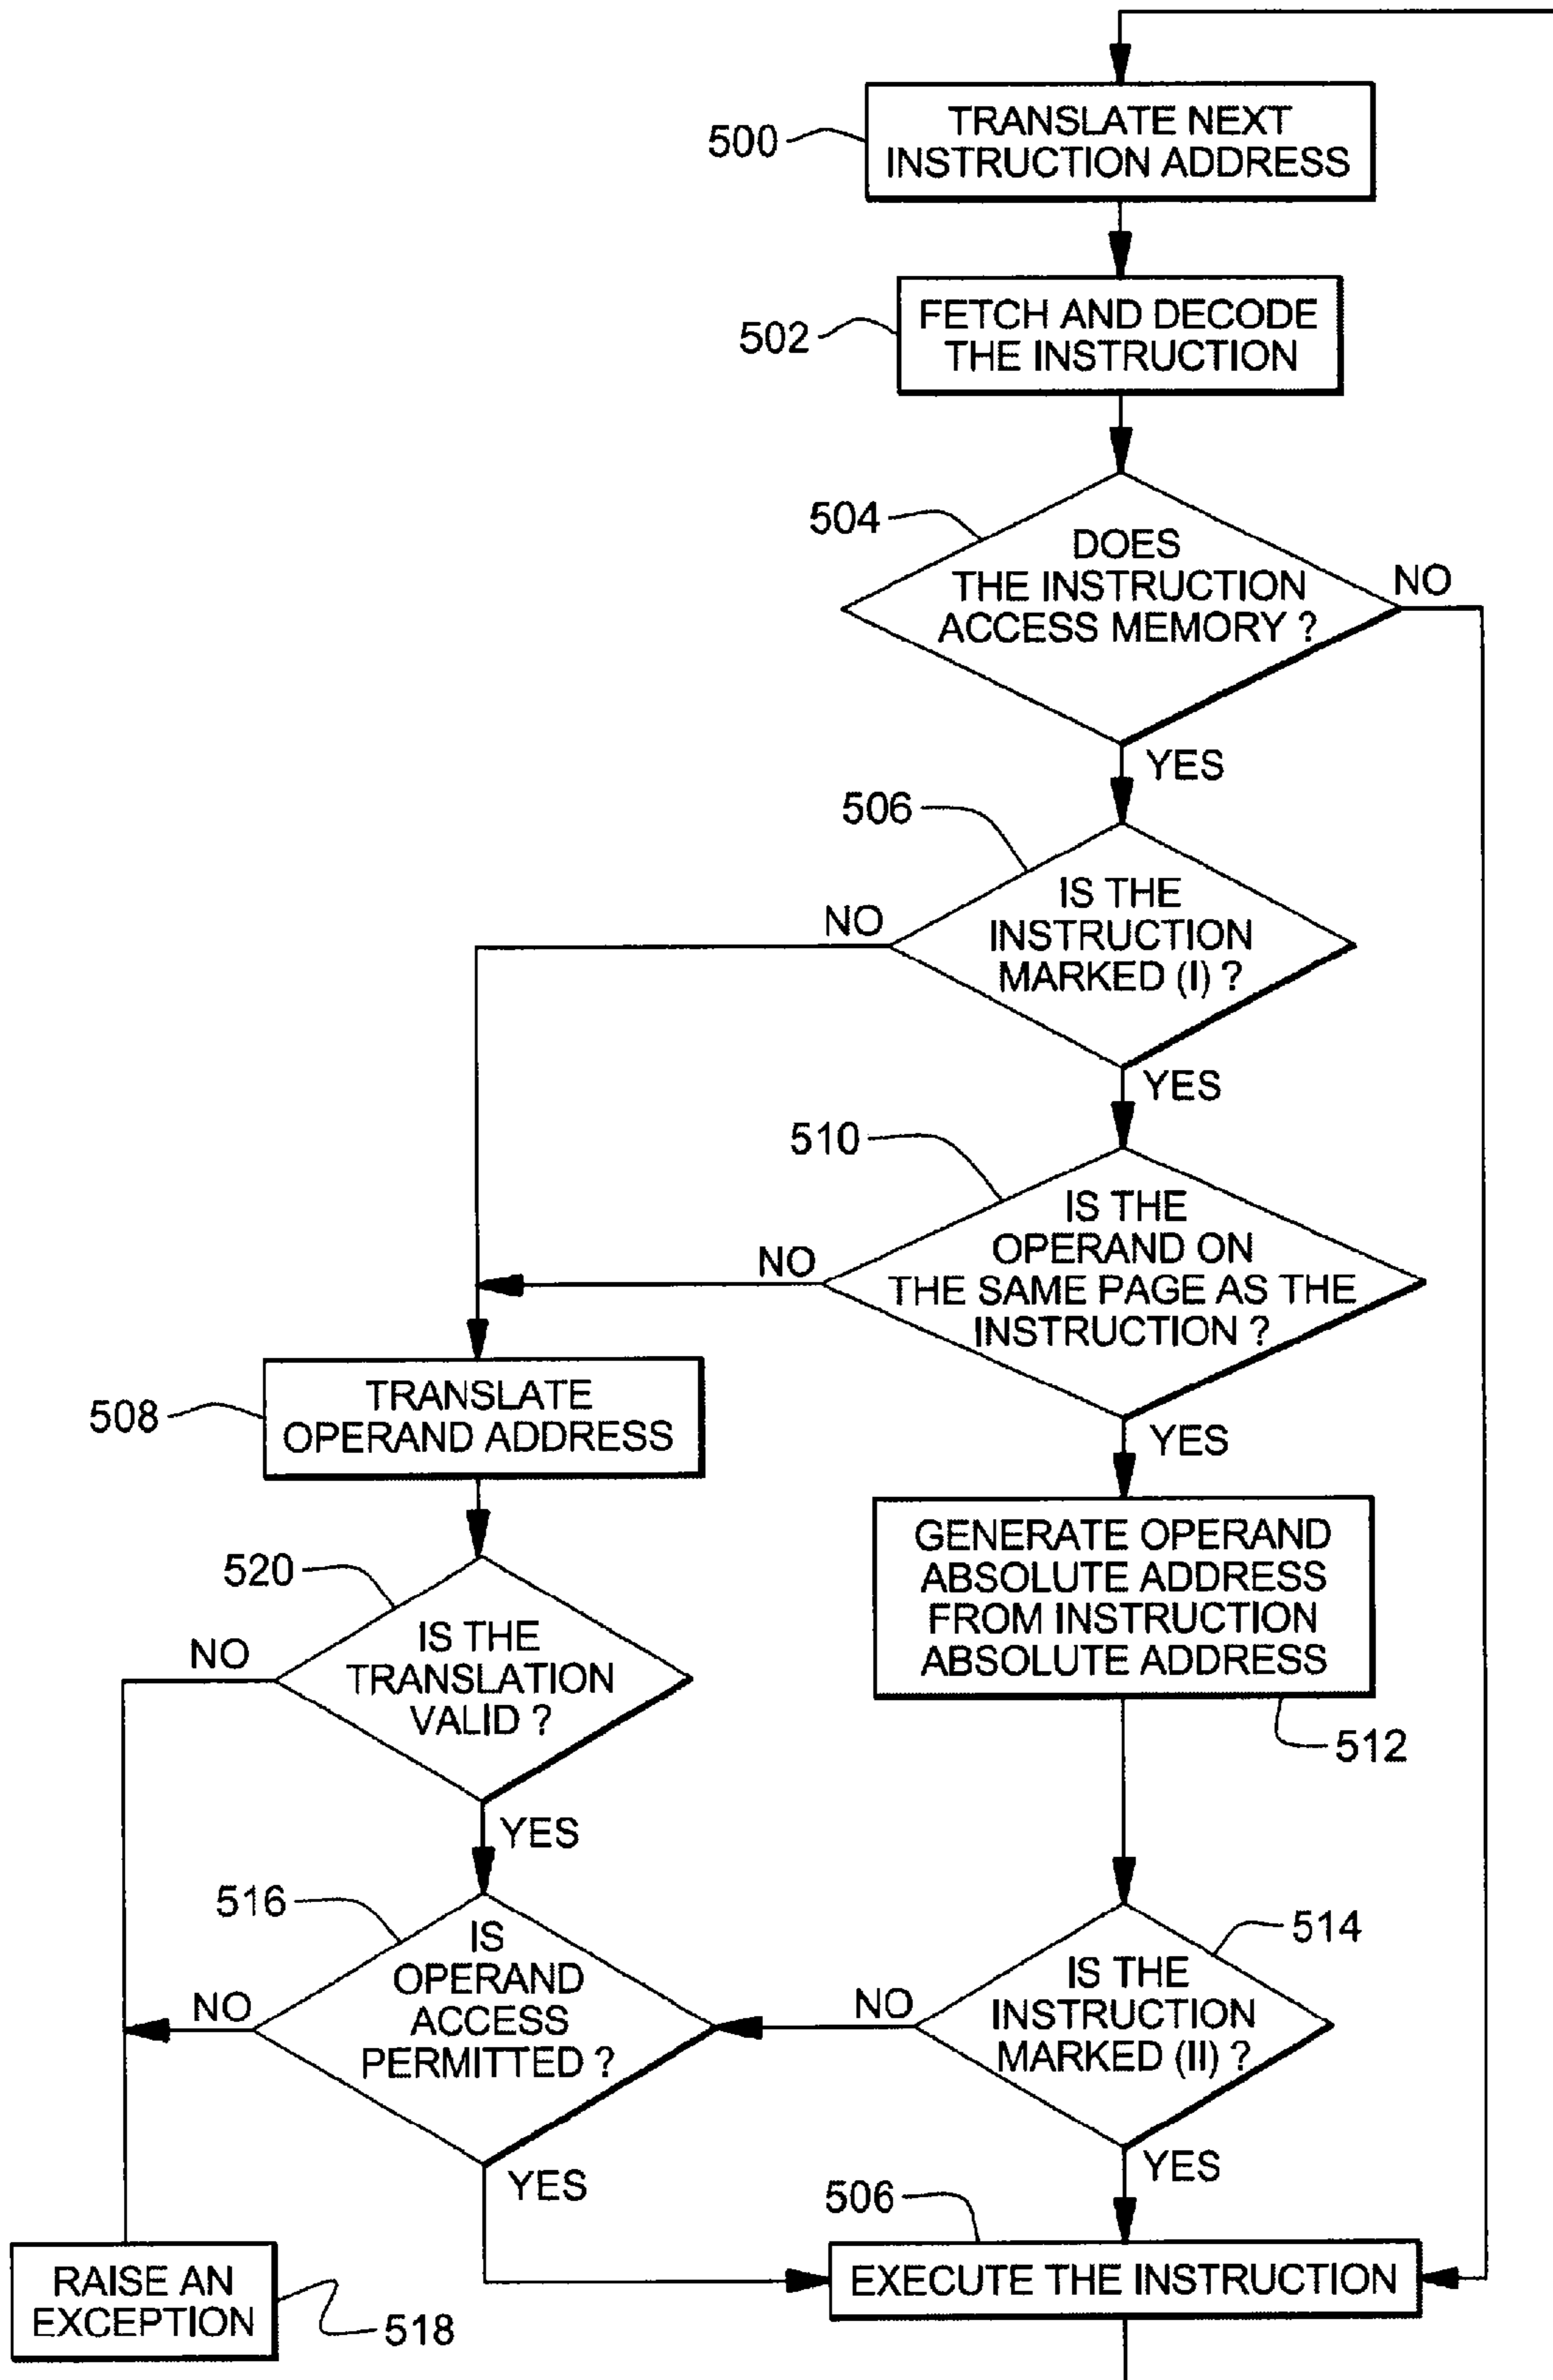 500
TRANSLATE NEXT
INSTRUCTION ADDRESS
502
FETCH AND DECODE
THE INSTRUCTION
504
DOES
THE INSTRUCTION
ACCESS MEMORY ?
NO
YES
506
IS THE
INSTRUCTION
MARKED (I) ?
NO
YES
510
IS THE
OPERAND ON
THE SAME PAGE AS THE
INSTRUCTION ?
NO
YES
508
TRANSLATE
OPERAND ADDRESS
GENERATE OPERAND
ABSOLUTE ADDRESS
FROM INSTRUCTION
ABSOLUTE ADDRESS
512
520
IS THE
TRANSLATION
VALID ?
NO
YES
516
IS
OPERAND
ACCESS
PERMITTED ?
NO
YES
514
IS THE
INSTRUCTION
MARKED (II) ?
NO
YES
506
EXECUTE THE INSTRUCTION
RAISE AN
EXCEPTION
518